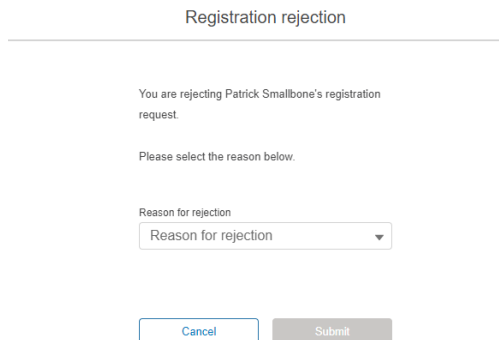 Registration rejection
You are rejecting Patrick Smallbone's registration
request.
Please select the reason below.
Reason for rejection
Reason for rejection
Cancel
Submit